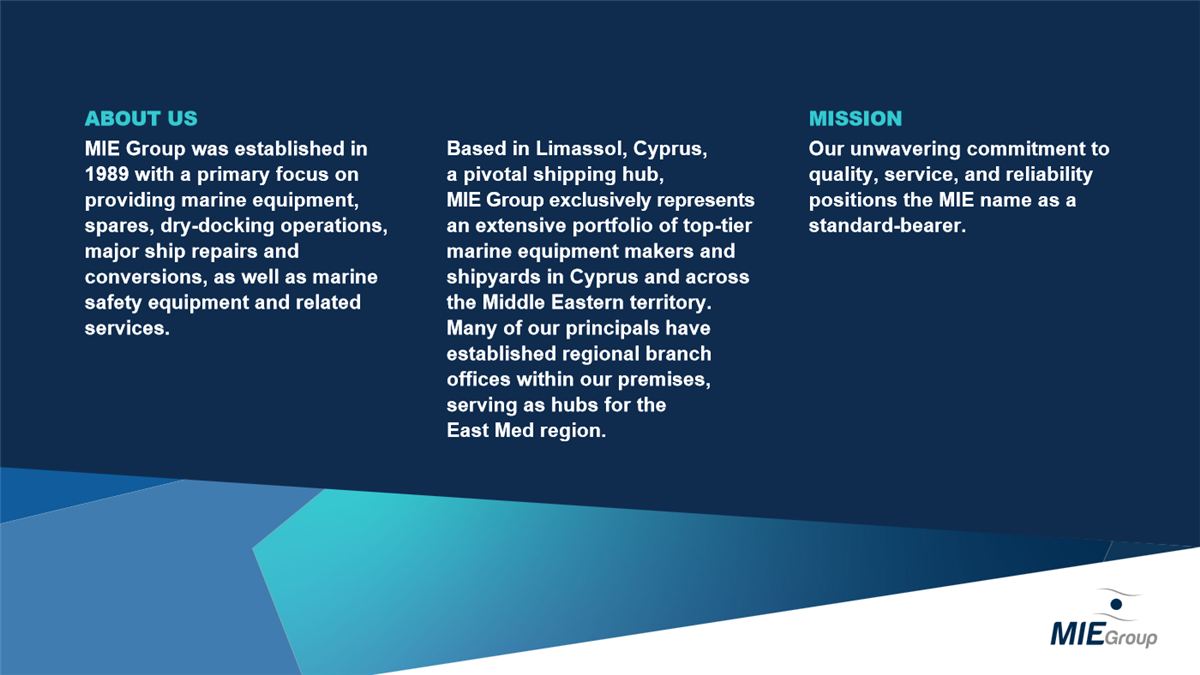 ABOUT US
MIE Group was established in
1989 with a primary focus on
providing marine equipment,
spares, dry-docking operations,
major ship repairs and
conversions, as well as marine
safety equipment and related
services.
Based in Limassol, Cyprus,
a pivotal shipping hub,
MIE Group exclusively represents
an extensive portfolio of top-tier
marine equipment makers and
shipyards in Cyprus and across
the Middle Eastern territory.
Many of our principals have
established regional branch
offices within our premises,
serving as hubs for the
East Med region.
MISSION
Our unwavering commitment to
quality, service, and reliability
positions the MIE name as a
standard-bearer.
MIE Group